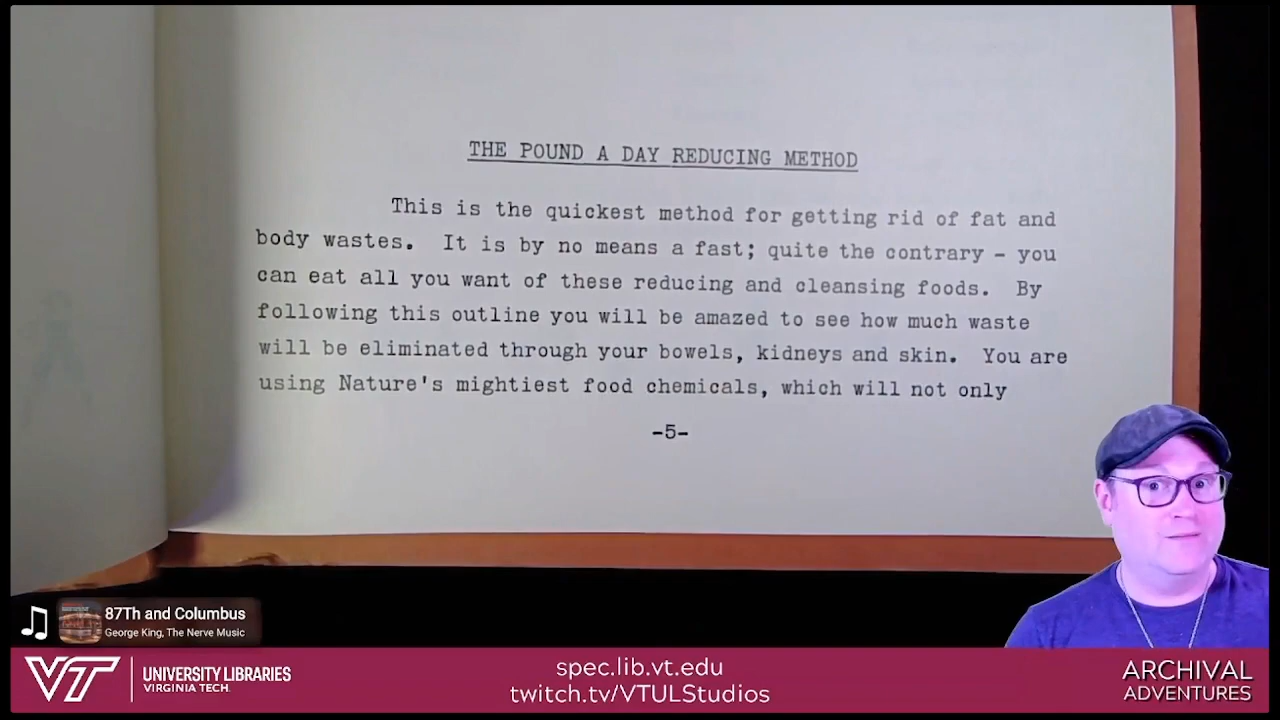 THE POUND A DAY REDUCING METHOD
This is the quickest method for getting rid of fat and
body wastes. It is by no means a fast; quite the contrary - you
can eat all you want of these reducing and cleansing foods. By
following this outline you will be amazed to see how much waste
will be eliminated through your bowels, kidneys and skin. You are
using Nature's mightiest food chemicals, which will not only
-5-
87Th and Columbus
George King, The Nerve Music
VT UNIVERSITY LIBRARIES
VIRGINIA TECH.
spec.lib.vt.edu
twitch.tv/VTULStudios
ARCHIVAL
ADVENTURES